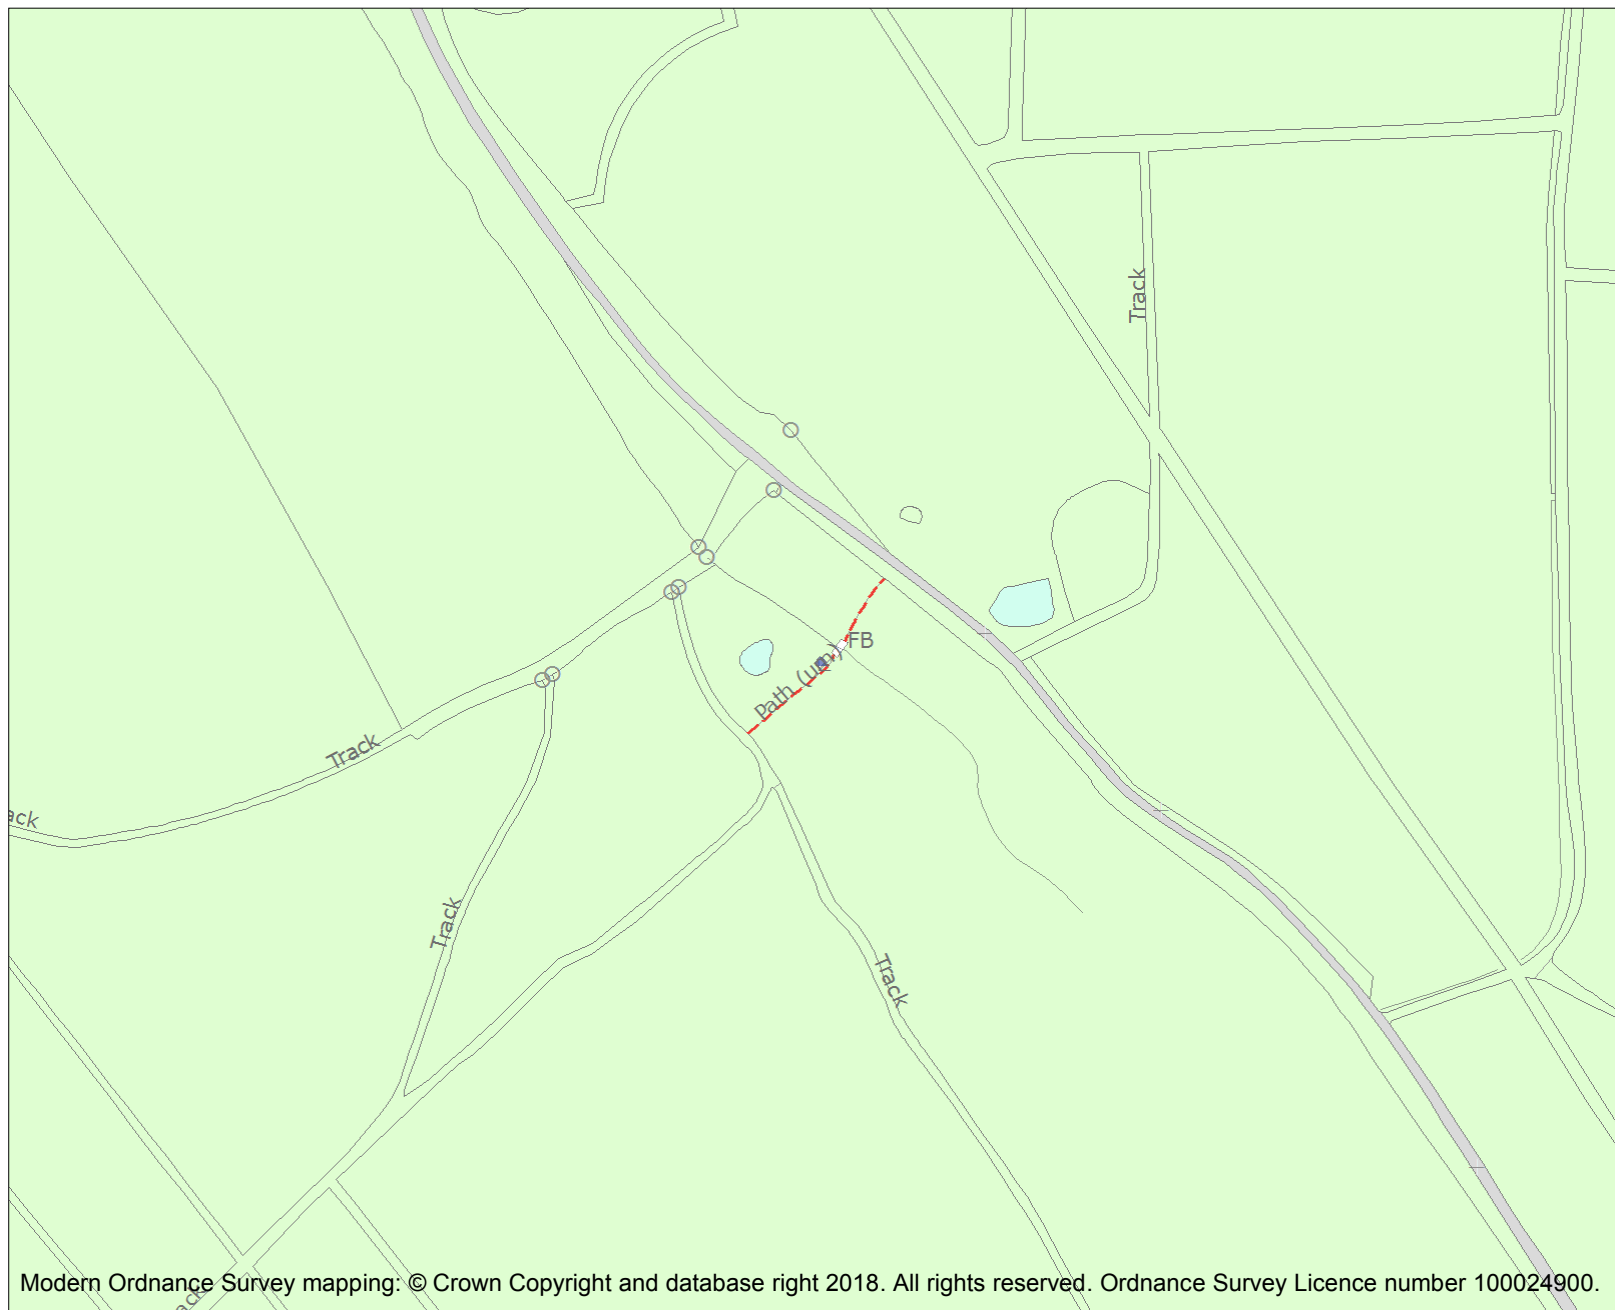 Track
FB
Path (um)
Track
ack
Track
Track
Modern Ordnance Survey mapping: © Crown Copyright and database right 2018. All rights reserved. Ordnance Survey Licence number 100024900.
ack